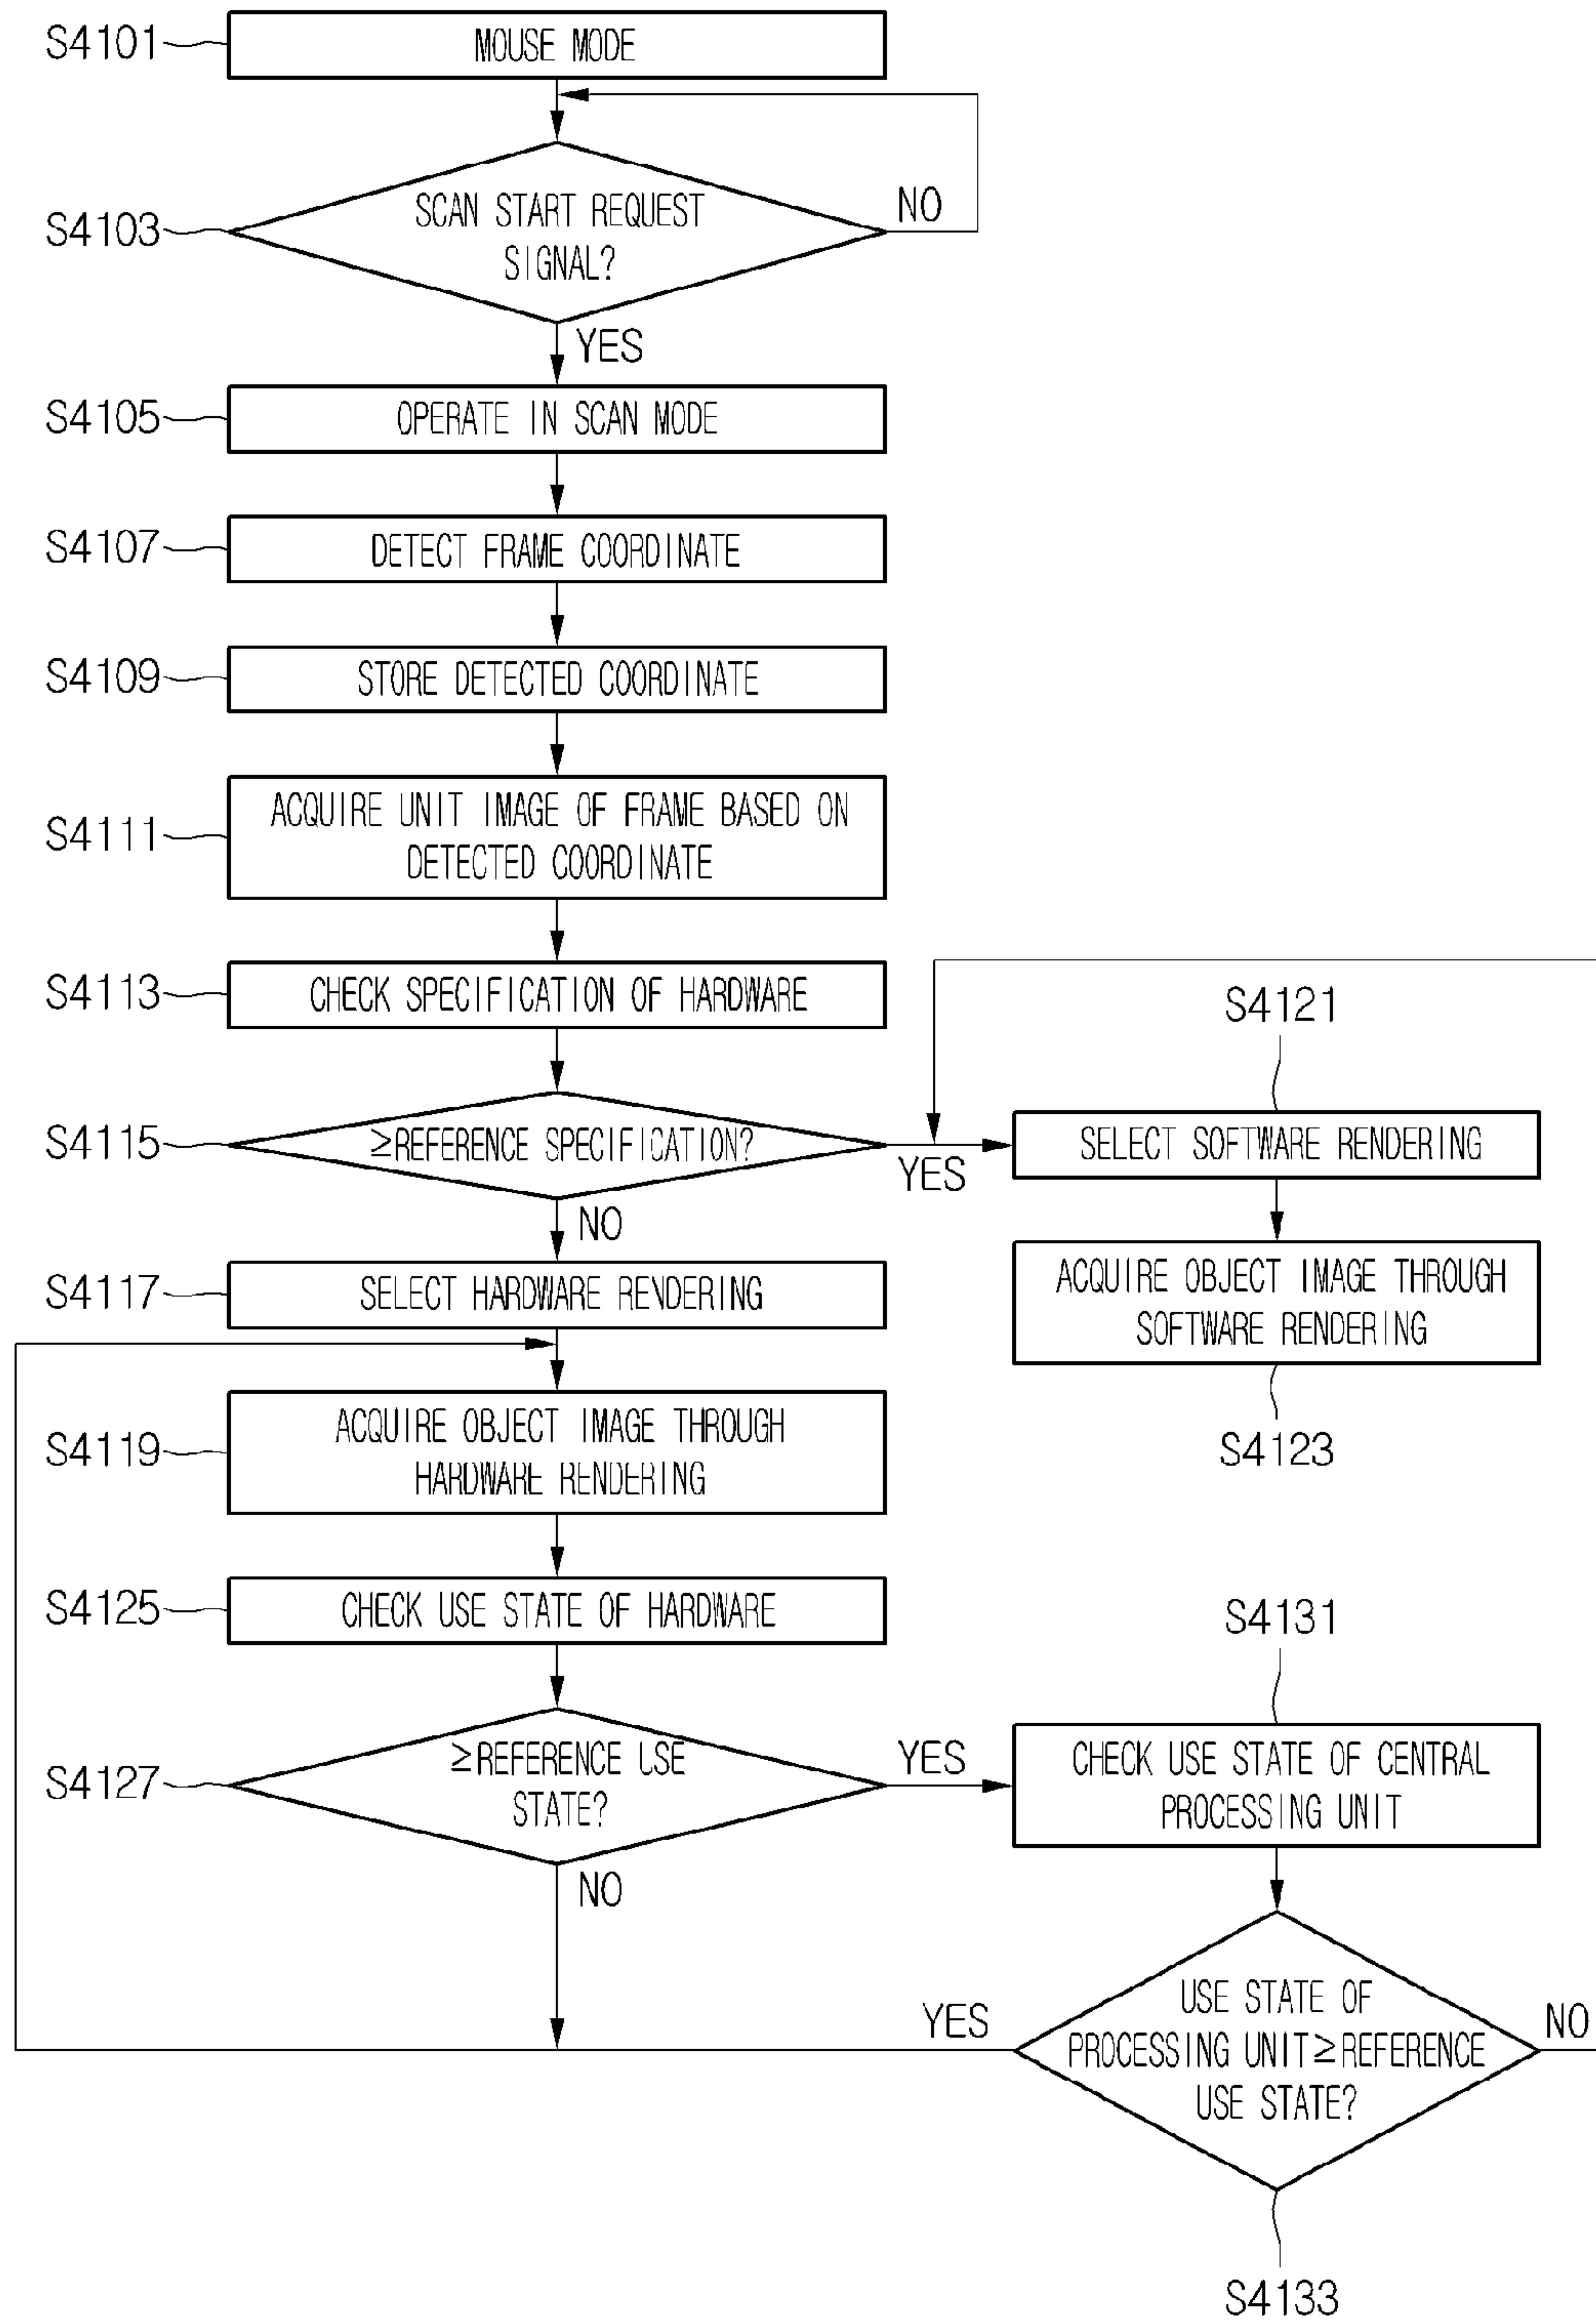 S4101
MOUSE MODE
S4103
SCAN START REQUEST
SIGNAL?
NO
YES
S4105
OPERATE IN SCAN MODE
S4107
DETECT FRAME COORDINATE
S4109
STORE DETECTED COORDINATE
S4111
ACQUIRE UNIT IMAGE OF FRAME BASED ON
DETECTED COORDINATE
S4113
CHECK SPECIFICATION OF HARDWARE
S4115
≥REFERENCE SPECIFICATION?
YES
NO
S4121
SELECT SOFTWARE RENDERING
ACQUIRE OBJECT IMAGE THROUGH
SOFTWARE RENDERING
S4123
S4117
SELECT HARDWARE RENDERING
S4119
ACQUIRE OBJECT IMAGE THROUGH
HARDWARE RENDERING
S4125
CHECK USE STATE OF HARDWARE
S4127
≥REFERENCE USE
STATE?
YES
NO
S4131
CHECK USE STATE OF CENTRAL
PROCESSING UNIT
YES
USE STATE OF
PROCESSING UNIT≥REFERENCE
USE STATE?
NO
S4133